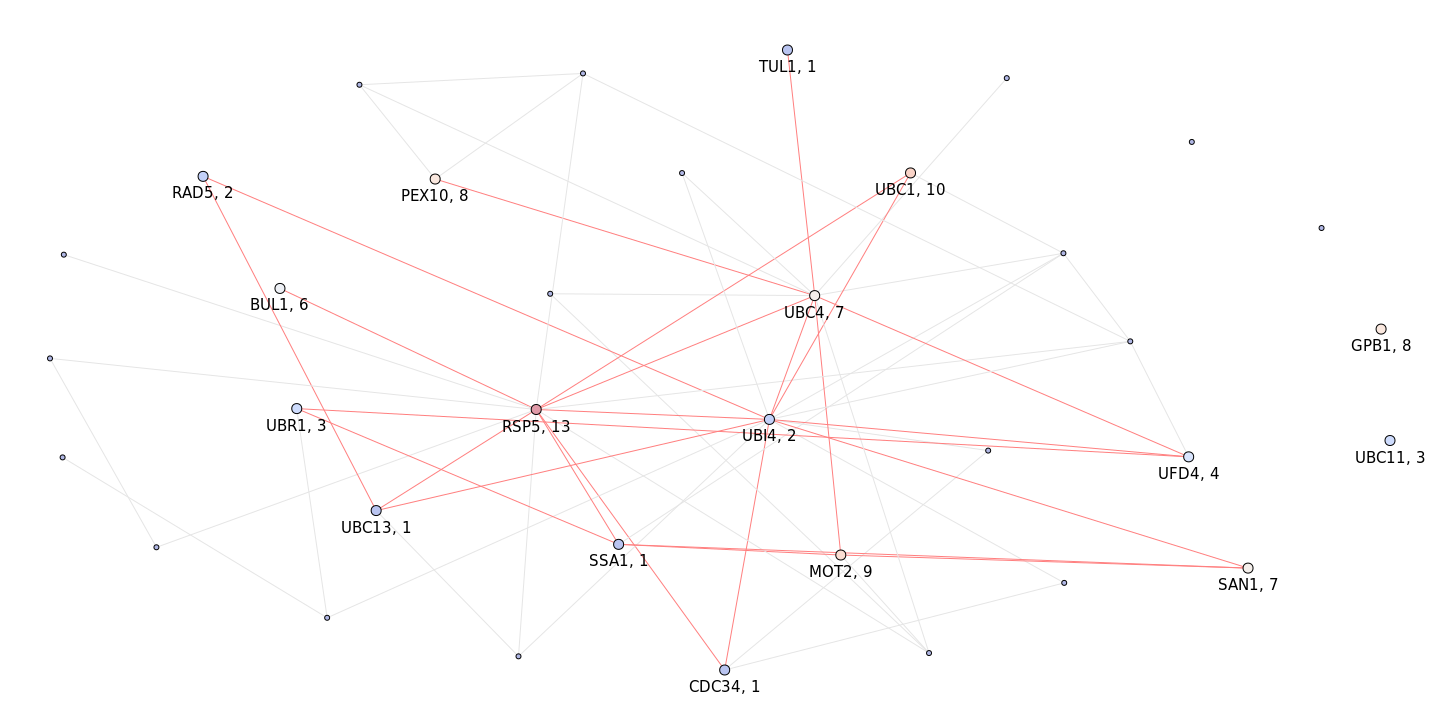 TUL1, 1
RAD5, 2
PEX10, 8
UBC1, 10
BUL1, 6
UBC4, 7
GPB1, 8
UBR1, 3
RSP5, 13
UBI4, 2
UBC11, 3
UFD4, 4
UBC13, 1
SSA1, 1
MOT2, 9
SAN1, 7
CDC34, 1